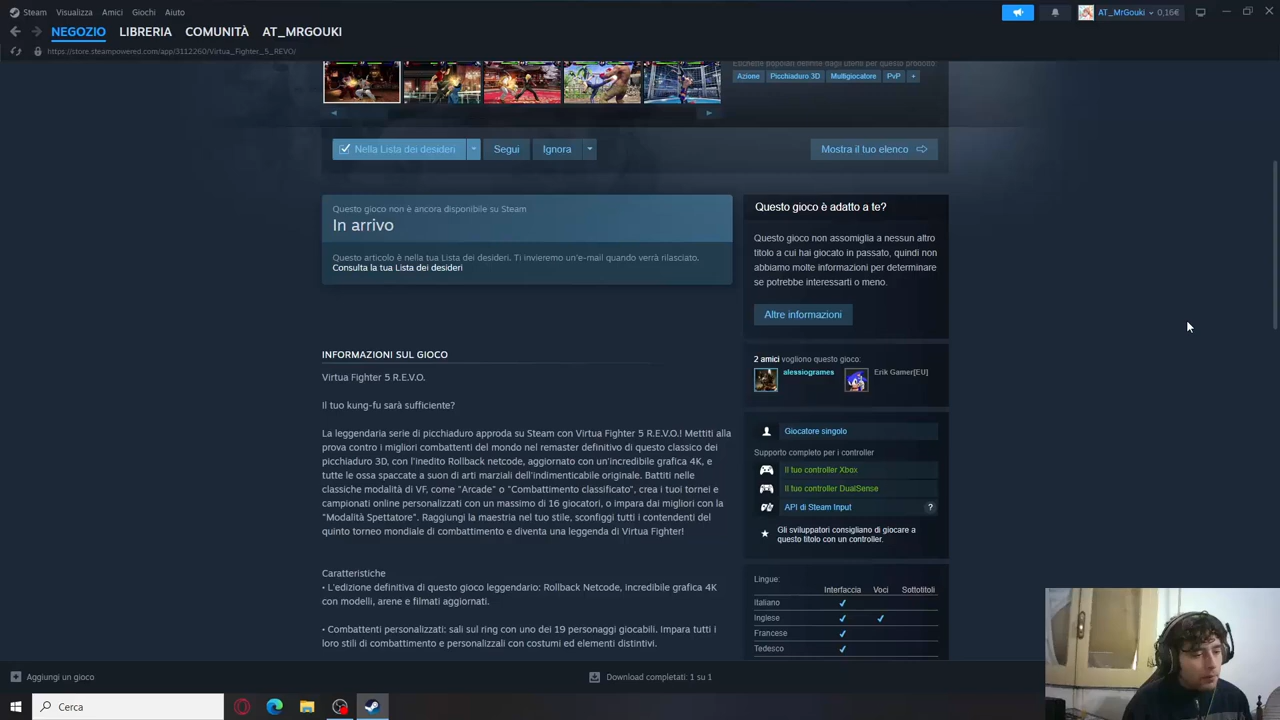 Steam Visualizza Amici Giochi Aiuto
AT_MrGouki 0,16€
NEGOZIO LIBRERIA COMUNITÀ AT_MRGOUKI
https://store.steampowered.com/app/3112260/Virtua_Fighter_5_REVO/
Azione Picchiaduro 3D Multigiocatore PvP +
Nella Lista dei desideri Segui Ignora Mostra il tuo elenco
Questo gioco non è ancora disponibile su Steam
In arrivo
Questo articolo è nella tua Lista dei desideri. Ti invieremo un'e-mail quando verrà rilasciato.
Consulta la tua Lista dei desideri
INFORMAZIONI SUL GIOCO
Virtua Fighter 5 R.E.V.O.
Il tuo kung-fu sarà sufficiente?
La leggendaria serie di picchiaduro approda su Steam con Virtua Fighter 5 R.E.V.O.! Mettiti alla
prova contro i migliori combattenti del mondo nel remaster definitivo di questo classico dei
picchiaduro 3D, con l'inedito Rollback netcode, aggiornato con un'incredibile grafica 4K, e
tutte le ossa spaccate a suon di arti marziali dell'indimenticabile originale. Battiti nelle
classiche modalità di VF, come "Arcade" o "Combattimento classificato", crea i tuoi tornei e
campionati online personalizzati con un massimo di 16 giocatori, o impara dai migliori con la
"Modalità Spettatore". Raggiungi la maestria nel tuo stile, sconfiggi tutti i contendenti del
quinto torneo mondiale di combattimento e diventa una leggenda di Virtua Fighter!
Caratteristiche
• L'edizione definitiva di questo gioco leggendario: Rollback Netcode, incredibile grafica 4K
con modelli, arene e filmati aggiornati.
• Combattenti personalizzati: sali sul ring con uno dei 19 personaggi giocabili. Impara tutti i
loro stili di combattimento e personalizzali con costumi ed elementi distintivi.
Questo gioco è adatto a te?
Questo gioco non assomiglia a nessun altro
titolo a cui hai giocato in passato, quindi non
abbiamo molte informazioni per determinare
se potrebbe interessarti o meno.
Altre informazioni
2 amici vogliono questo gioco:
alessiogrames Erik Gamer[EU]
Giocatore singolo
Supporto completo per i controller
Il tuo controller Xbox
Il tuo controller DualSense
API di Steam Input ?
Gli sviluppatori consigliano di giocare a
questo titolo con un controller.
Lingue:
Interfaccia Voci Sottotitoli
Italiano ✓
Inglese ✓ ✓
Francese ✓
Tedesco ✓
Aggiungi un gioco Download completati: 1 su 1
Cerca